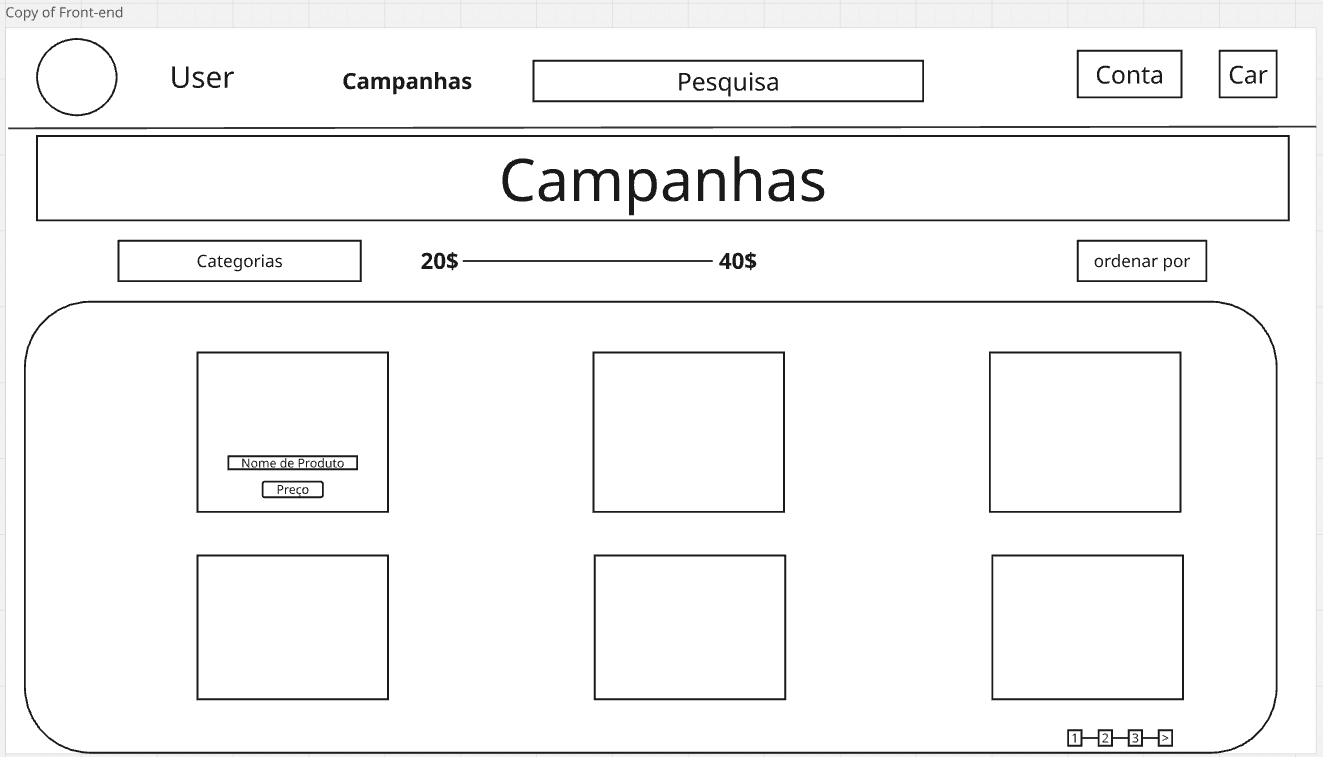 Copy of Front-end
User
Campanhas
Pesquisa
Conta
Car
Campanhas
Categorias
20$
40$
ordenar por
Nome de Produto
Preço
1
2
3
>